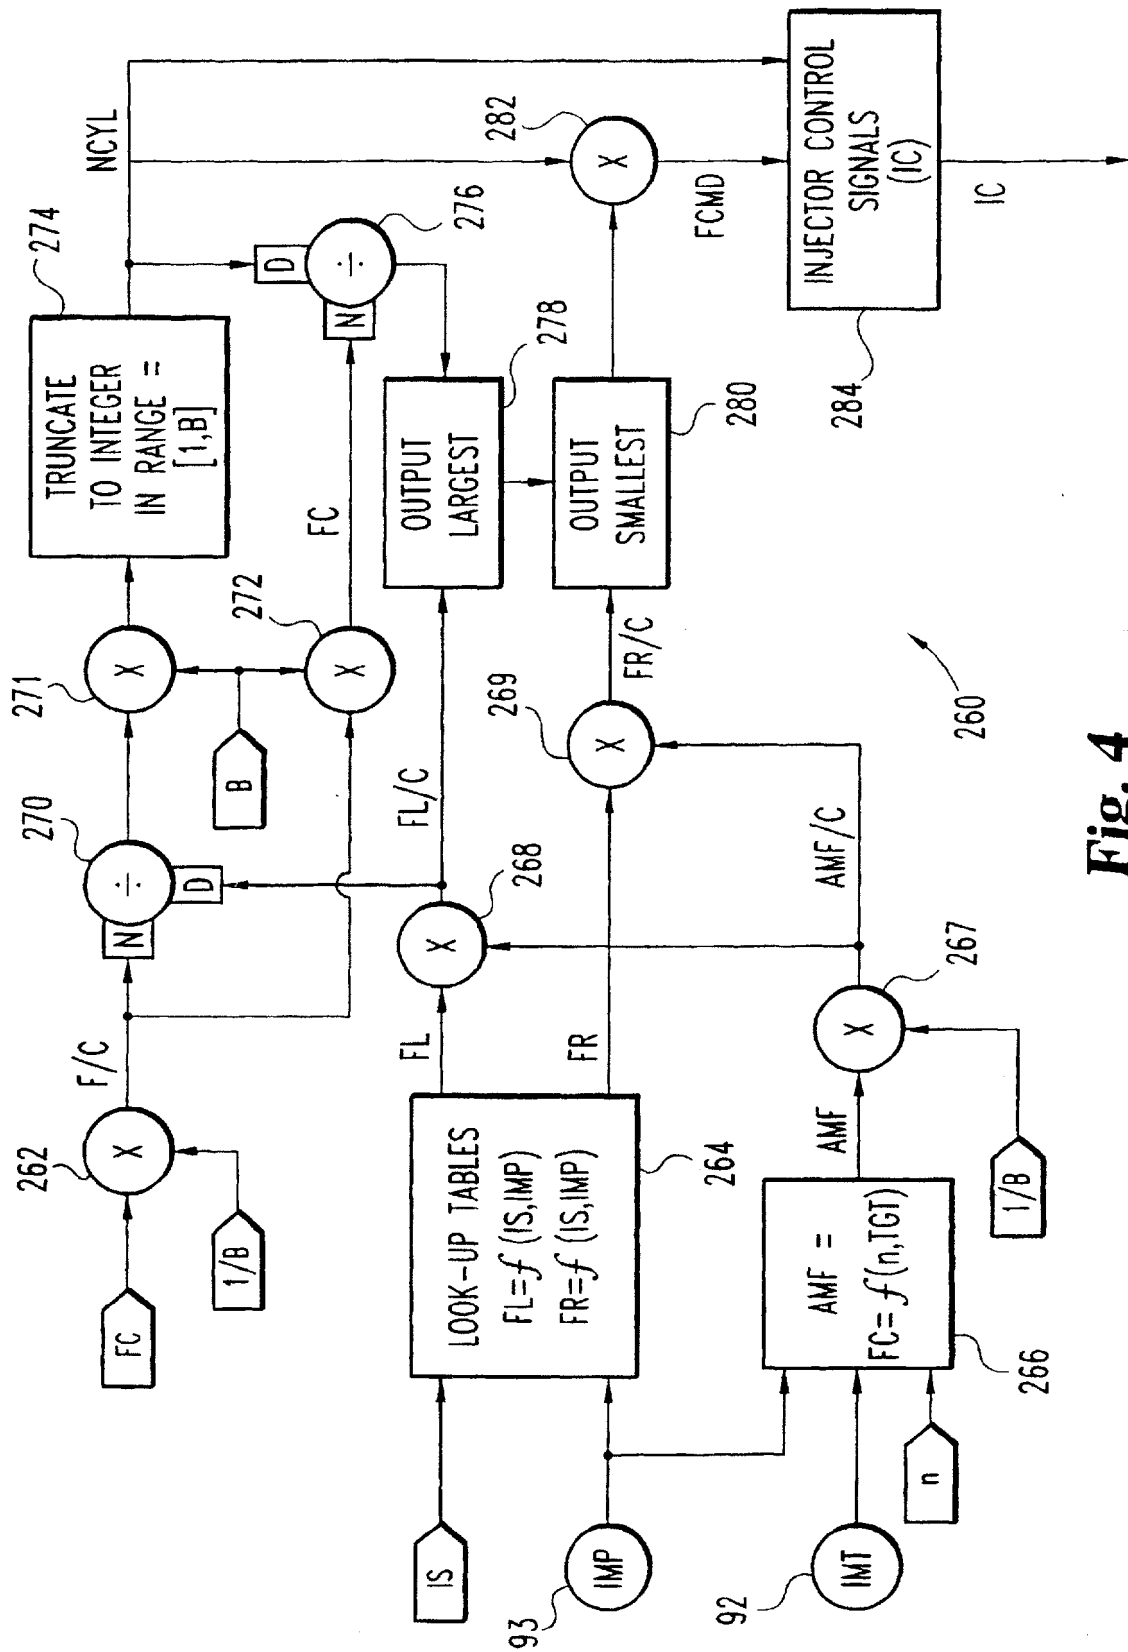 FC
1/B
262
F/C
N
D
270
B
271
272
TRUNCATE
TO INTEGER
IN RANGE =
[1,B]
274
NCYL
FC
N
D
276
IS
93
IMP
LOOK-UP TABLES
FL=f (IS,IMP)
FR=f (IS,IMP)
264
FL
FR
268
FL/C
269
FR/C
OUTPUT
LARGEST
278
OUTPUT
SMALLEST
280
282
FCMD
92
IMT
n
AMF =
FC=f(n,TGT)
266
AMF
1/B
267
AMF/C
INJECTOR CONTROL
SIGNALS
(IC)
284
IC
260
Fig. 4
X
X
X
X
X
X
X
÷
÷